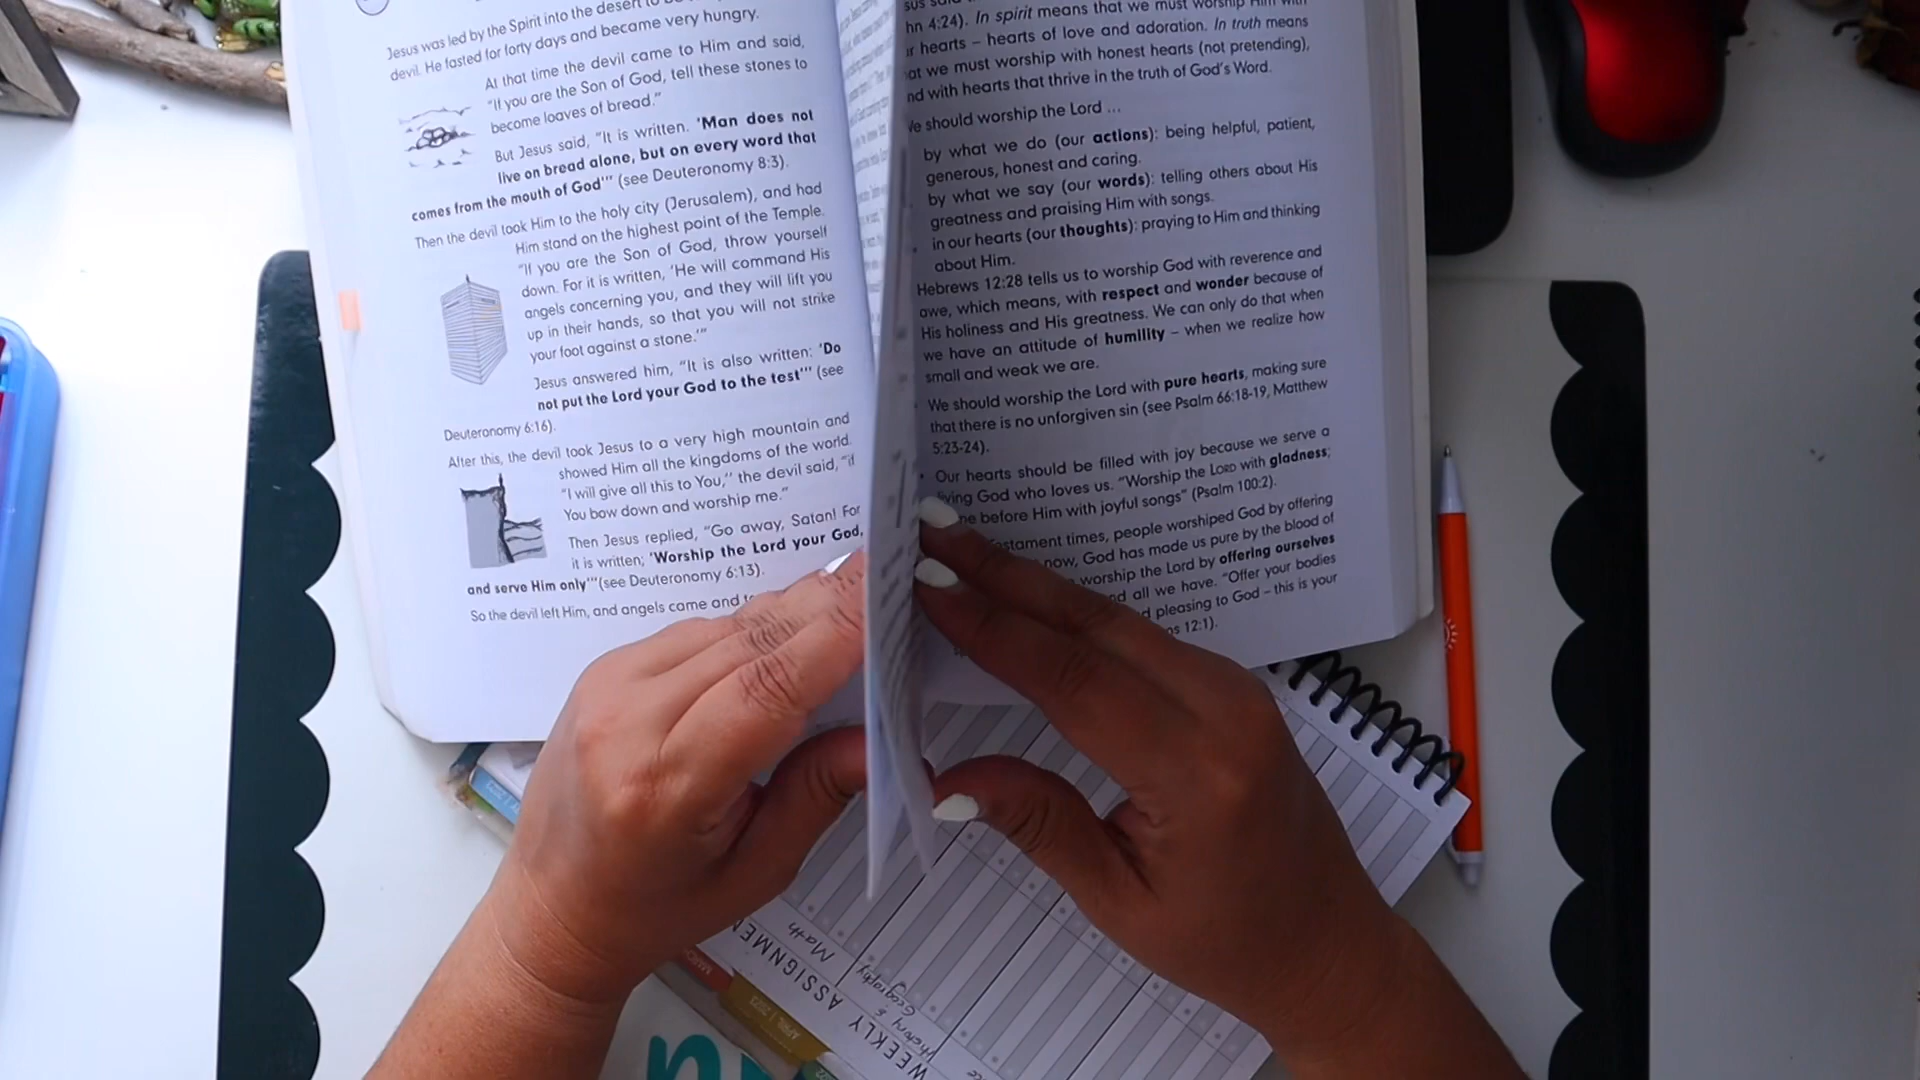 Jesus was led by the Spirit into the desert to
devil. He fasted for forty days and became very hungry.
At that time the devil came to Him and said,
"If you are the Son of God, tell these stones to
become loaves of bread."
But Jesus said, "It is written. 'Man does not
live on bread alone, but on every word that
comes from the mouth of God'" (see Deuteronomy 8:3).
Then the devil took Him to the holy city (Jerusalem), and had
Him stand on the highest point of the Temple.
"If you are the Son of God, throw yourself
down. For it is written, 'He will command His
angels concerning you, and they will lift you
up in their hands, so that you will not strike
your foot against a stone.'"
Jesus answered him, "It is also written: 'Do
not put the Lord your God to the test'" (see
Deuteronomy 6:16).
After this, the devil took Jesus to a very high mountain and
showed Him all the kingdoms of the world.
"I will give all this to You," the devil said, "if
You bow down and worship me."
Then Jesus replied, "Go away, Satan! For
it is written; 'Worship the Lord your God,
and serve Him only'"(see Deuteronomy 6:13).
So the devil left Him, and angels came and
hn 4:24). In spirit means that we must worship Him with
hearts – hearts of love and adoration. In truth means
we must worship with honest hearts (not pretending),
nd with hearts that thrive in the truth of God's Word.
We should worship the Lord ...
by what we do (our actions): being helpful, patient,
generous, honest and caring.
by what we say (our words): telling others about His
greatness and praising Him with songs.
in our hearts (our thoughts): praying to Him and thinking
about Him.
Hebrews 12:28 tells us to worship God with reverence and
awe, which means, with respect and wonder because of
His holiness and His greatness. We can only do that when
we have an attitude of humility – when we realize how
small and weak we are.
We should worship the Lord with pure hearts, making sure
that there is no unforgiven sin (see Psalm 66:18-19, Matthew
5:23-24).
Our hearts should be filled with joy because we serve a
living God who loves us. "Worship the LORD with gladness;
before Him with joyful songs" (Psalm 100:2).
estament times, people worshiped God by offering
now, God has made us pure by the blood of
worship the Lord by offering ourselves
all we have. "Offer your bodies
pleasing to God – this is your
12:1).
WEEKLY ASSIGNMEN
Math
History &
Geography
MARCH
APRIL | 2023